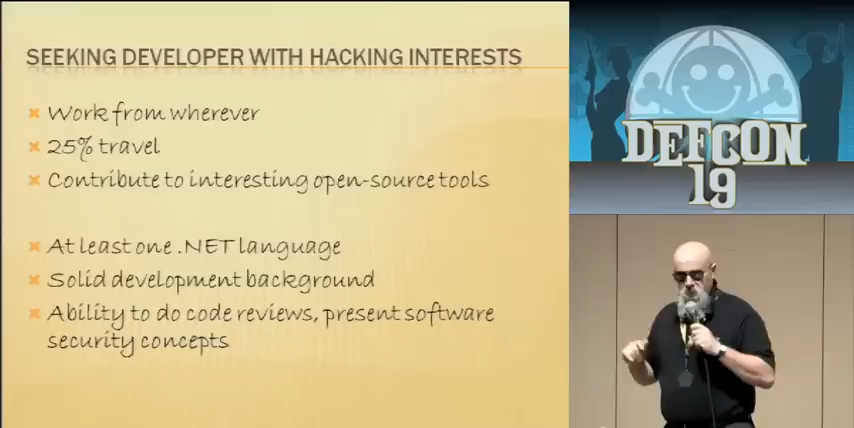 SEEKING DEVELOPER WITH HACKING INTERESTS
Work from wherever
25% travel
Contribute to interesting open-source tools
At least one .NET language
Solid development background
Ability to do code reviews, present software
security concepts
DEFCON
19